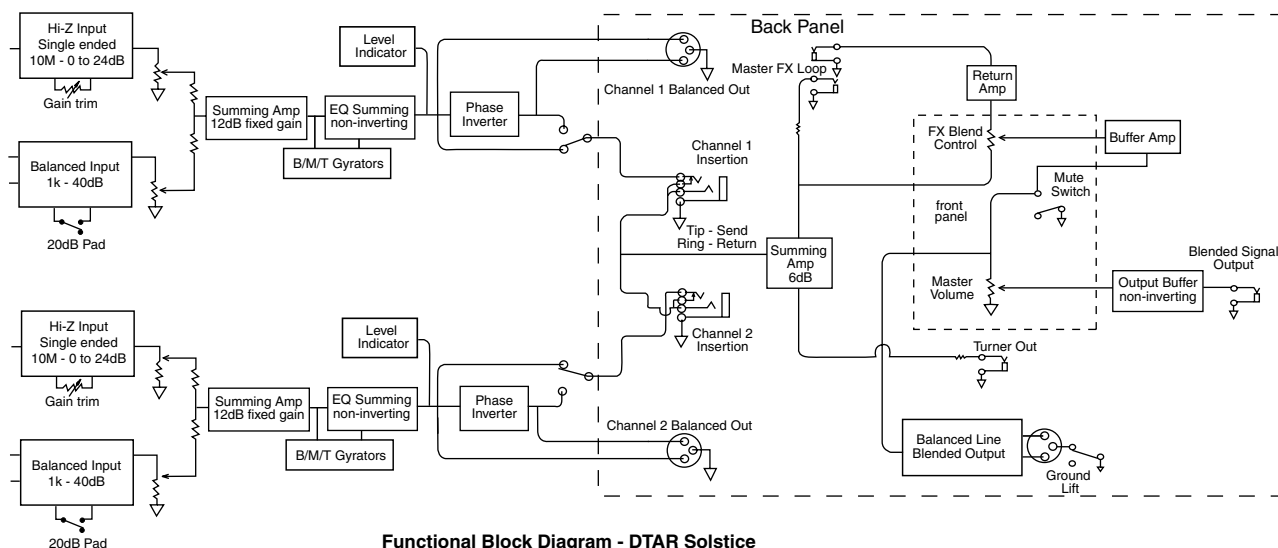 Hi-Z Input
Single ended
10M - 0 to 24dB
Gain trim
Balanced Input
1k - 40dB
20dB Pad
Summing Amp
12dB fixed gain
EQ Summing
non-inverting
B/M/T Gyrators
Level
Indicator
Phase
Inverter
Back Panel
Channel 1 Balanced Out
Master FX Loop
Return
Amp
FX Blend
Control
Buffer Amp
Mute
Switch
front
panel
Channel 1
Insertion
Tip - Send
Ring - Return
Summing
Amp
6dB
Master
Volume
Output Buffer
non-inverting
Blended Signal
Output
Channel 2
Insertion
Turner Out
Hi-Z Input
Single ended
10M - 0 to 24dB
Gain trim
Balanced Input
1k - 40dB
20dB Pad
Summing Amp
12dB fixed gain
EQ Summing
non-inverting
B/M/T Gyrators
Level
Indicator
Phase
Inverter
Channel 2 Balanced Out
Balanced Line
Blended Output
Ground
Lift
Functional Block Diagram - DTAR Solstice